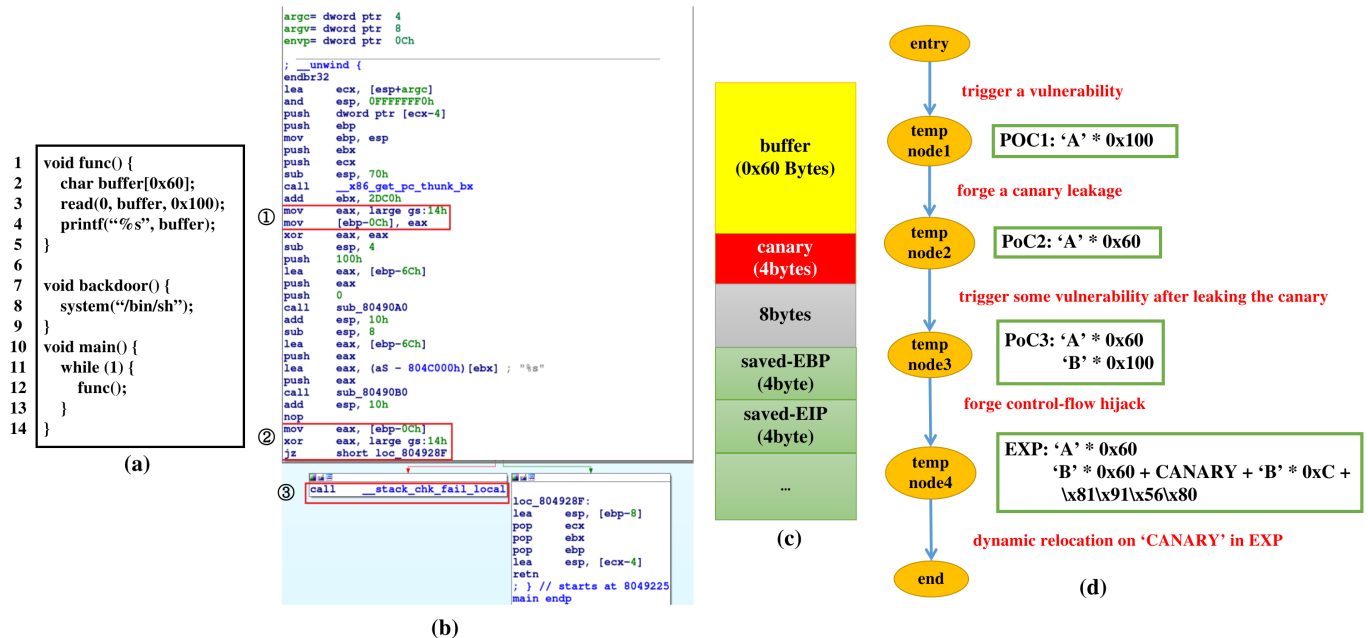 1 void func() {
2 char buffer[0x60];
3 read(0, buffer, 0x100);
4 printf(“%s”, buffer);
5 }
6
7 void backdoor() {
8 system(“/bin/sh”);
9 }
10 void main() {
11 while (1) {
12 func();
13 }
14 }
(a)
argc= dword ptr 4
argv= dword ptr 8
envp= dword ptr 0Ch
; __unwind {
endbr32
lea ecx, [esp+argc]
and esp, 0FFFFFFF0h
push dword ptr [ecx-4]
push ebp
mov ebp, esp
push ebx
push ecx
sub esp, 70h
call __x86_get_pc_thunk_bx
add ebx, 2DC0h
① mov eax, large gs:14h
mov [ebp-0Ch], eax
xor eax, eax
sub esp, 4
push 100h
lea eax, [ebp-6Ch]
push eax
push 0
call sub_80490A0
add esp, 10h
sub esp, 8
lea eax, [ebp-6Ch]
push eax
lea eax, (aS - 804C000h)[ebx] ; "%s"
push eax
call sub_80490B0
add esp, 10h
nop
② mov eax, [ebp-0Ch]
xor eax, large gs:14h
jz short loc_804928F
③ call __stack_chk_fail_local
loc_804928F:
lea esp, [ebp-8]
pop ecx
pop ebx
pop ebp
lea esp, [ecx-4]
retn
; } // starts at 8049225
main endp
(b)
buffer
(0x60 Bytes)
canary
(4bytes)
8bytes
saved-EBP
(4byte)
saved-EIP
(4byte)
...
(c)
entry
trigger a vulnerability
temp
node1
POC1: ‘A’ * 0x100
forge a canary leakage
temp
node2
PoC2: ‘A’ * 0x60
trigger some vulnerability after leaking the canary
temp
node3
PoC3: ‘A’ * 0x60
‘B’ * 0x100
forge control-flow hijack
temp
node4
EXP: ‘A’ * 0x60
‘B’ * 0x60 + CANARY + ‘B’ * 0xC +
\x81\x91\x56\x80
dynamic relocation on ‘CANARY’ in EXP
end
(d)